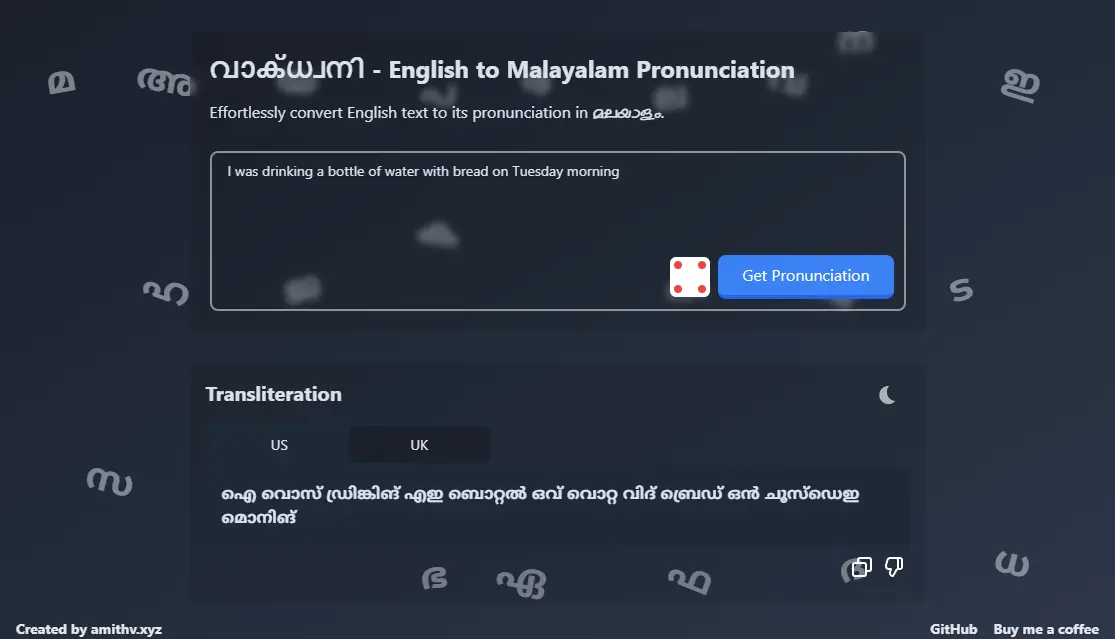 വാക്ധ്വനി - English to Malayalam Pronunciation
Effortlessly convert English text to its pronunciation in മലയാളം.
I was drinking a bottle of water with bread on Tuesday morning
Get Pronunciation
Transliteration
US
UK
ഐ വൊസ് ഡ്രിങ്കിങ് എഇ ബൊറ്റൽ ഒവ് വൊറ്റ വിദ് ബ്രെഡ് ഒൻ ചൂസ്ഡെഇ
മൊനിങ്
മ
അ
ഇ
ഹ
ട
സ
ഭ
ഏ
ഫ
ധ
Created by amithv.xyz
GitHub
Buy me a coffee